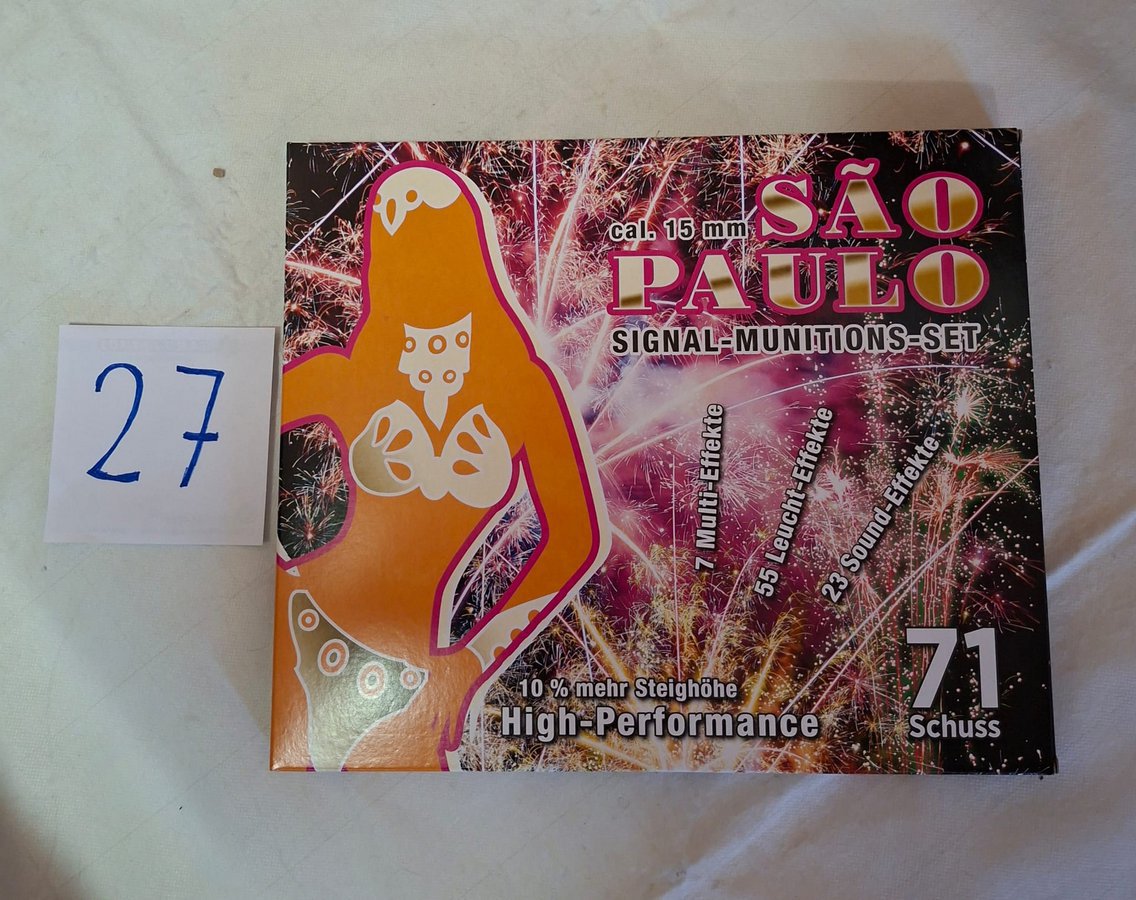 27
cal. 15 mm SÃO
PAULO
SIGNAL-MUNITIONS-SET
7 Multi-Effekte
55 Leucht-Effekte
23 Sound-Effekte
10 % mehr Steighöhe
High-Performance
71
Schuss